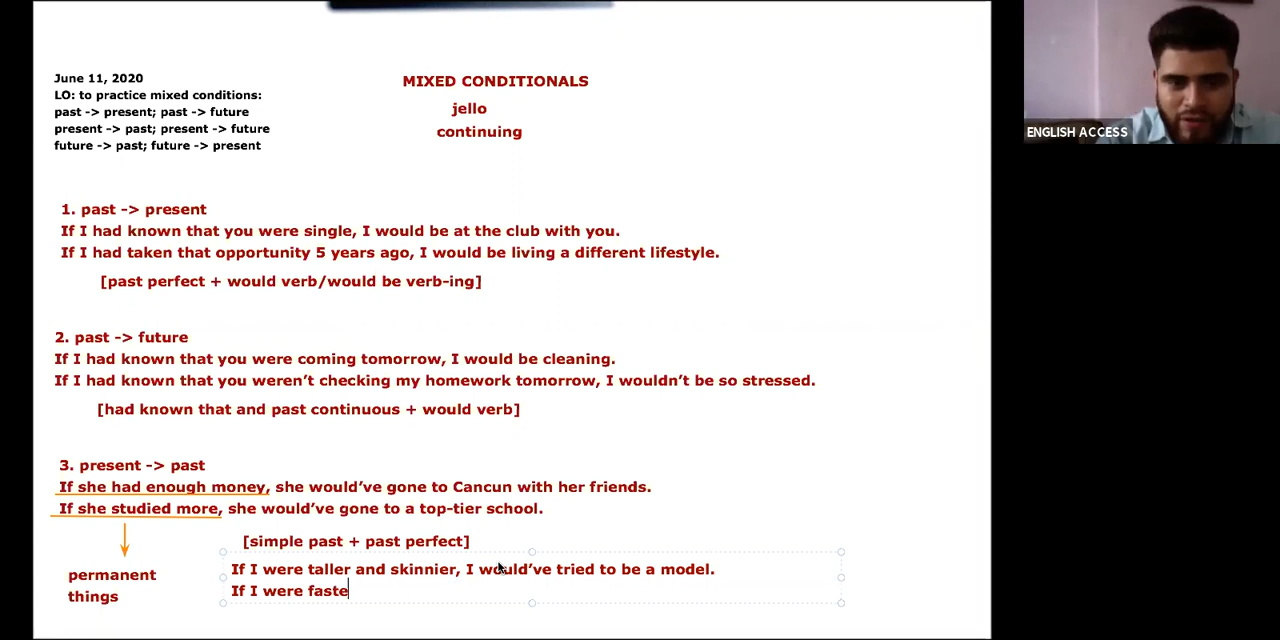 June 11, 2020
LO: to practice mixed conditions:
past -> present; past -> future
present -> past; present -> future
future -> past; future -> present
MIXED CONDITIONALS
jello
continuing
ENGLISH ACCESS
1. past -> present
If I had known that you were single, I would be at the club with you.
If I had taken that opportunity 5 years ago, I would be living a different lifestyle.
[past perfect + would verb/would be verb-ing]
2. past -> future
If I had known that you were coming tomorrow, I would be cleaning.
If I had known that you weren't checking my homework tomorrow, I wouldn't be so stressed.
[had known that and past continuous + would verb]
3. present -> past
If she had enough money, she would've gone to Cancun with her friends.
If she studied more, she would've gone to a top-tier school.
[simple past + past perfect]
permanent
things
If I were taller and skinnier, I would've tried to be a model.
If I were faste